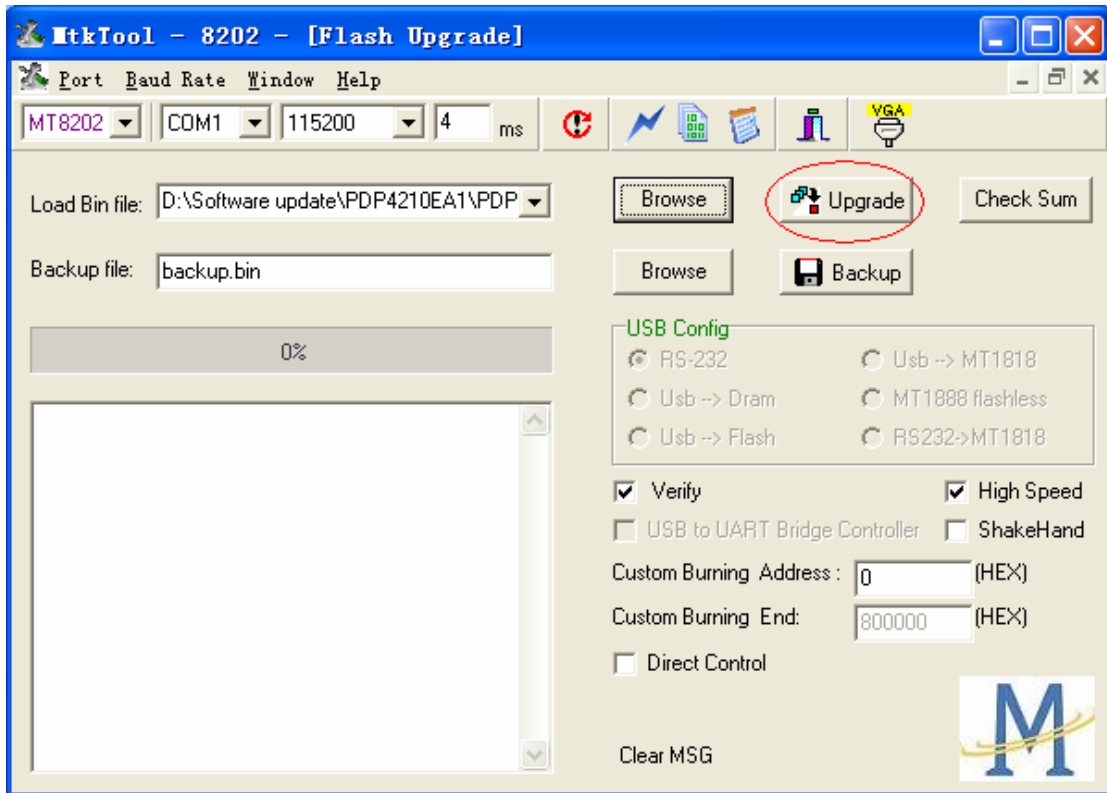 MtkTool - 8202 - [Flash Upgrade]
Port Baud Rate Window Help
MT8202 COM1 115200 4 ms VGA
Load Bin file: D:\Software update\PDP4210EA1\PDP Browse Upgrade Check Sum
Backup file: backup.bin Browse Backup
0%
USB Config
RS-232 Usb --> MT1818
Usb --> Dram MT1888 flashless
Usb --> Flash RS232->MT1818
Verify High Speed
USB to UART Bridge Controller ShakeHand
Custom Burning Address : 0 (HEX)
Custom Burning End: 800000 (HEX)
Direct Control
Clear MSG
M